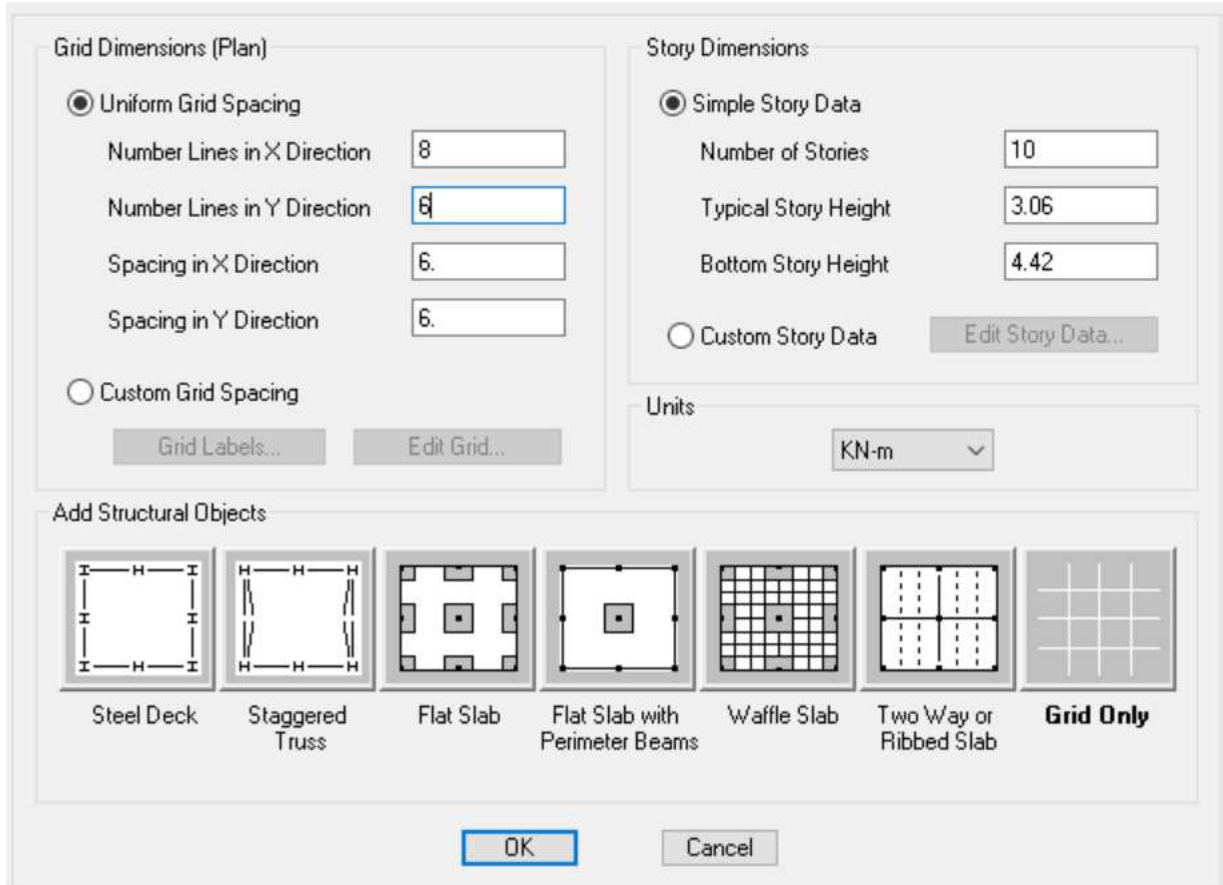 Grid Dimensions (Plan)
Uniform Grid Spacing
Number Lines in X Direction 8
Number Lines in Y Direction 6
Spacing in X Direction 6.
Spacing in Y Direction 6.
Custom Grid Spacing
Grid Labels... Edit Grid...
Story Dimensions
Simple Story Data
Number of Stories 10
Typical Story Height 3.06
Bottom Story Height 4.42
Custom Story Data Edit Story Data...
Units
KN-m
Add Structural Objects
Steel Deck
Staggered
Truss
Flat Slab
Flat Slab with
Perimeter Beams
Waffle Slab
Two Way or
Ribbed Slab
Grid Only
OK Cancel